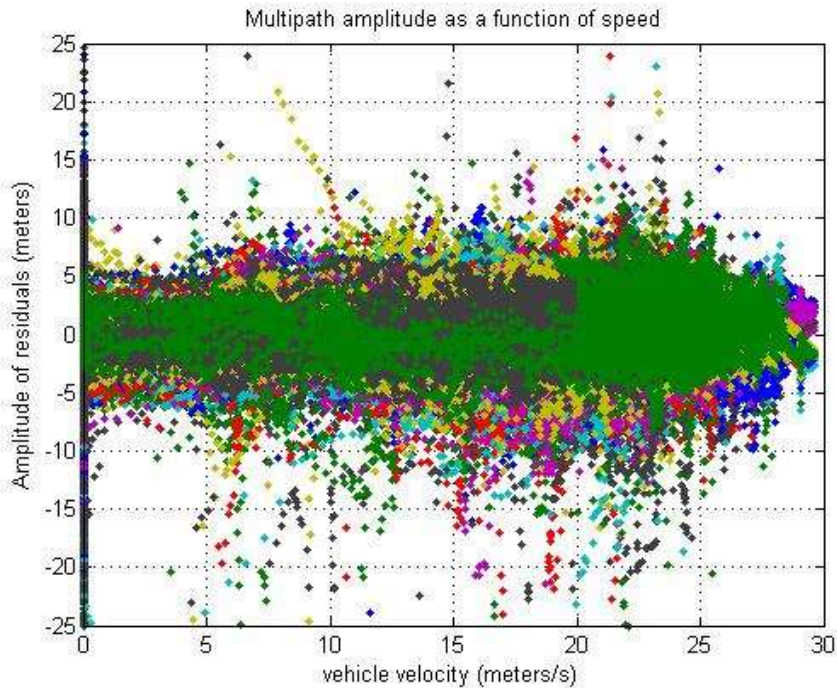 Multipath amplitude as a function of speed
25
20
15
10
5
0
-5
-10
-15
-20
-25
Amplitude of residuals (meters)
0 5 10 15 20 25 30
vehicle velocity (meters/s)